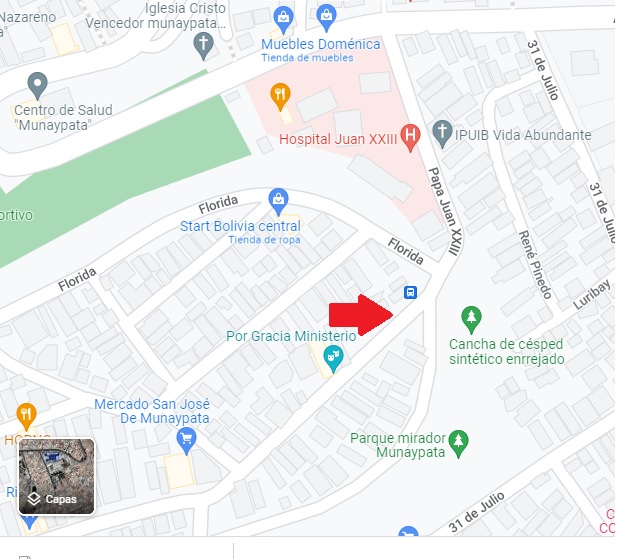 Nazareno
Iglesia Cristo
Vencedor munaypata...
Muebles Doménica
Tienda de muebles
31 de Julio
Centro de Salud
"Munaypata"
Hospital Juan XXIII
H
IPUIB Vida Abundante
Papa Juan XXIII
31 de Julio
ortivo
Florida
Start Bolivia central
Tienda de ropa
Florida
René Pinedo
Florida
Luribay
Por Gracia Ministerio
Cancha de césped
sintético enrrejado
Mercado San José
De Munaypata
Parque mirador
Munaypata
Capas
31 de Julio